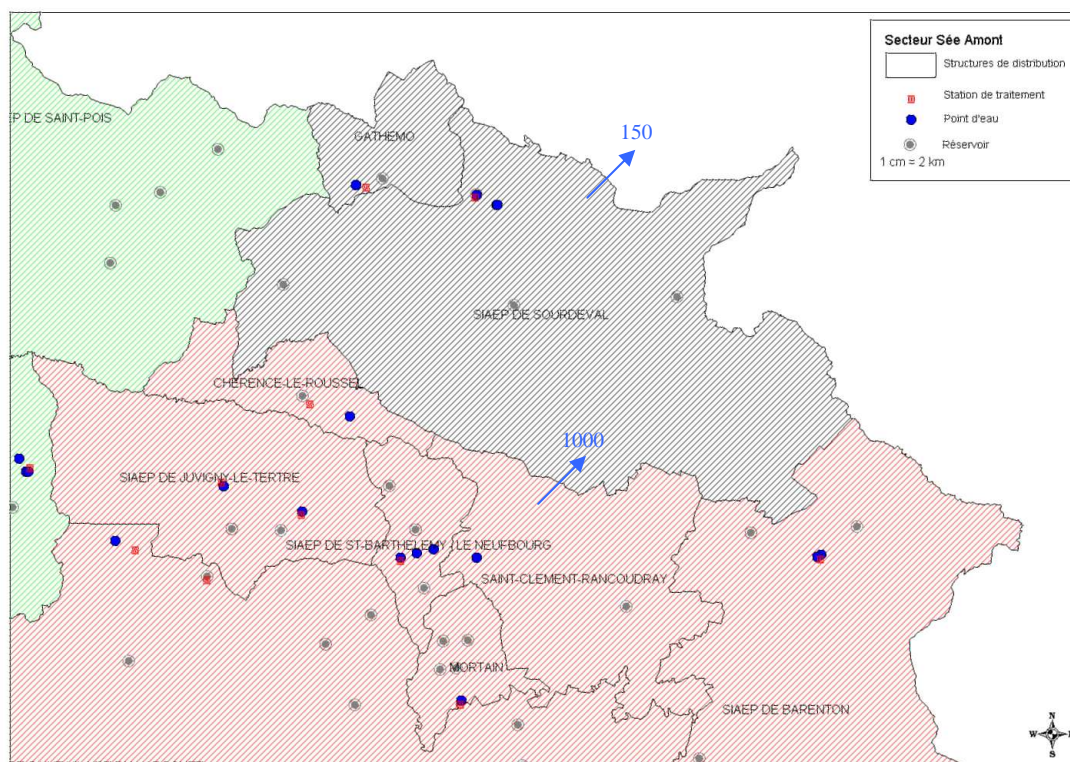 Secteur Sée Amont
Structures de distribution
Station de traitement
Point d'eau
Réservoir
1 cm = 2 km
EP DE SAINT-POIS
GATHEMO
150
SIAEP DE SOURDEVAL
CHERENCE-LE-ROUSSEL
1000
SIAEP DE JUVIGNY-LE-TERTRE
SIAEP DE ST-BARTHELEMY - LE NEUFBOURG
SAINT-CLEMENT-RANCOUDRAY
MORTAIN
SIAEP DE BARENTON
N
W E
S